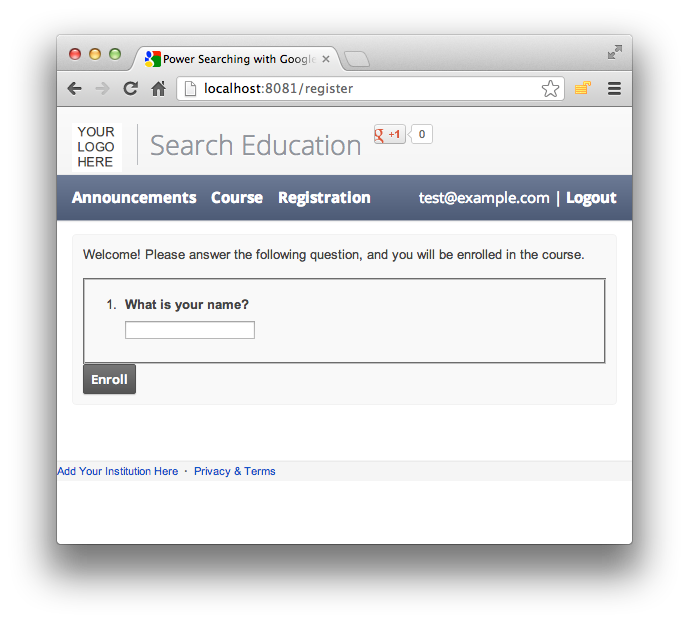 Power Searching with Google
localhost:8081/register
YOUR
LOGO
HERE
Search Education
g +1 0
Announcements Course Registration test@example.com | Logout
Welcome! Please answer the following question, and you will be enrolled in the course.
1. What is your name?
Enroll
Add Your Institution Here · Privacy & Terms